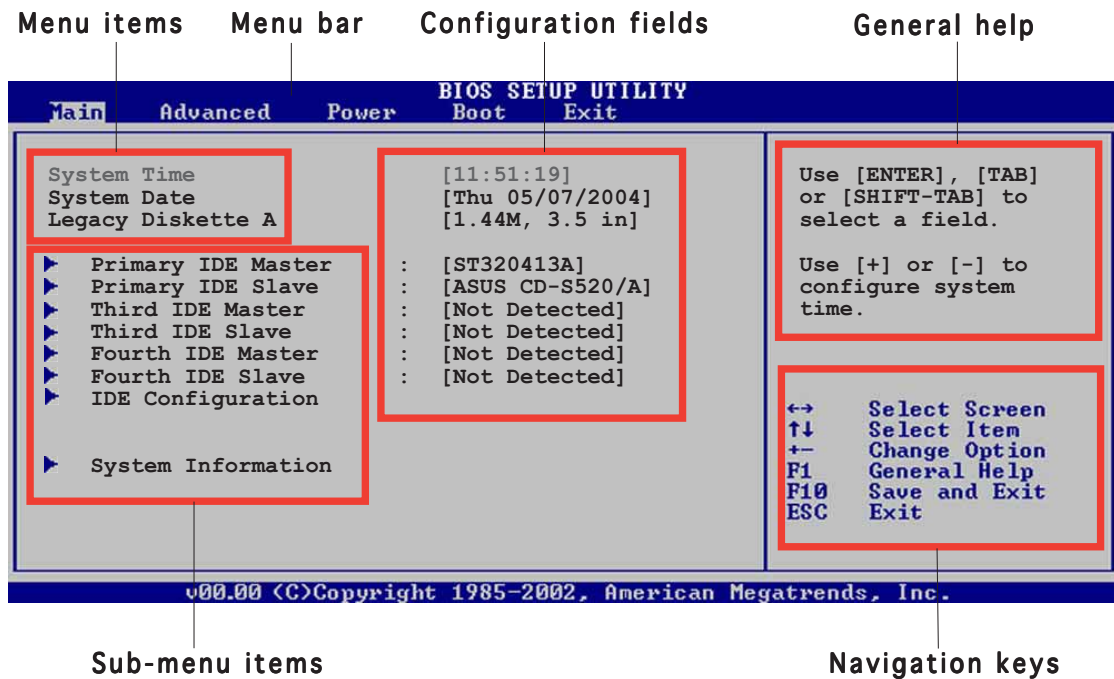 Menu items Menu bar Configuration fields General help
BIOS SETUP UTILITY
Main Advanced Power Boot Exit
System Time [11:51:19]
System Date [Thu 05/07/2004]
Legacy Diskette A [1.44M, 3.5 in]
Primary IDE Master : [ST320413A]
Primary IDE Slave : [ASUS CD-S520/A]
Third IDE Master : [Not Detected]
Third IDE Slave : [Not Detected]
Fourth IDE Master : [Not Detected]
Fourth IDE Slave : [Not Detected]
IDE Configuration
System Information
Use [ENTER], [TAB]
or [SHIFT-TAB] to
select a field.
Use [+] or [-] to
configure system
time.
←→ Select Screen
↑↓ Select Item
+- Change Option
F1 General Help
F10 Save and Exit
ESC Exit
v00.00 (C)Copyright 1985-2002, American Megatrends, Inc.
Sub-menu items Navigation keys